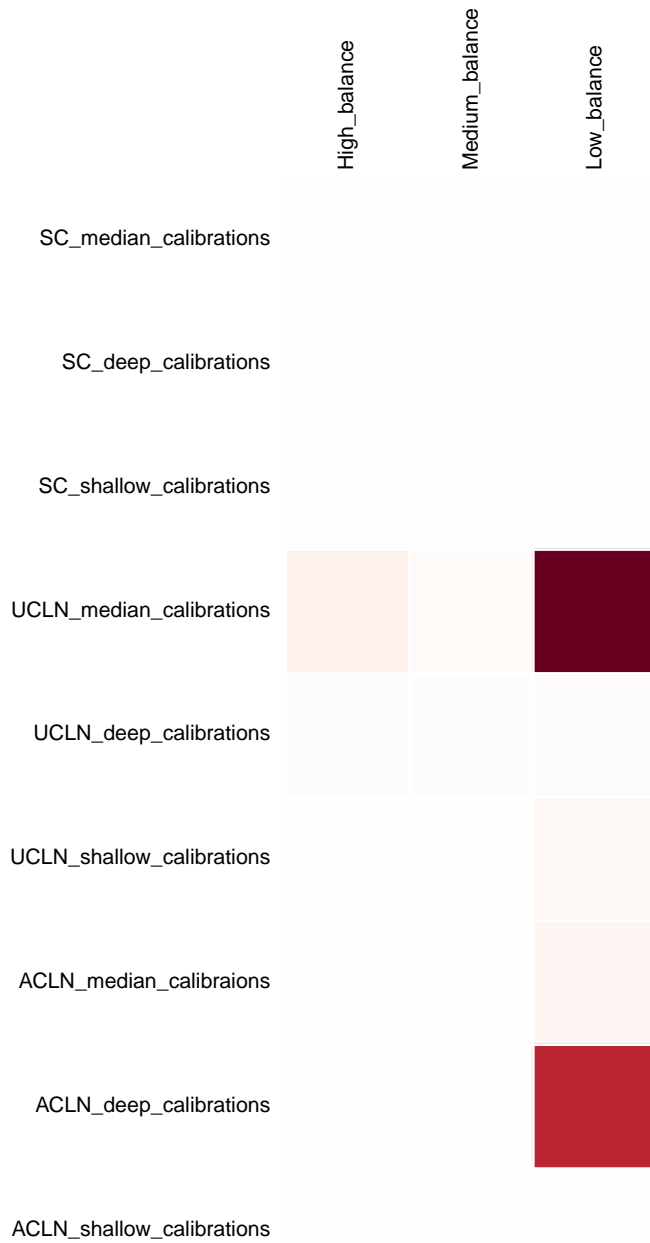 High_balance
Medium_balance
Low_balance
SC_median_calibrations
SC_deep_calibrations
SC_shallow_calibrations
UCLN_median_calibrations
UCLN_deep_calibrations
UCLN_shallow_calibrations
ACLN_median_calibraions
ACLN_deep_calibrations
ACLN_shallow_calibrations